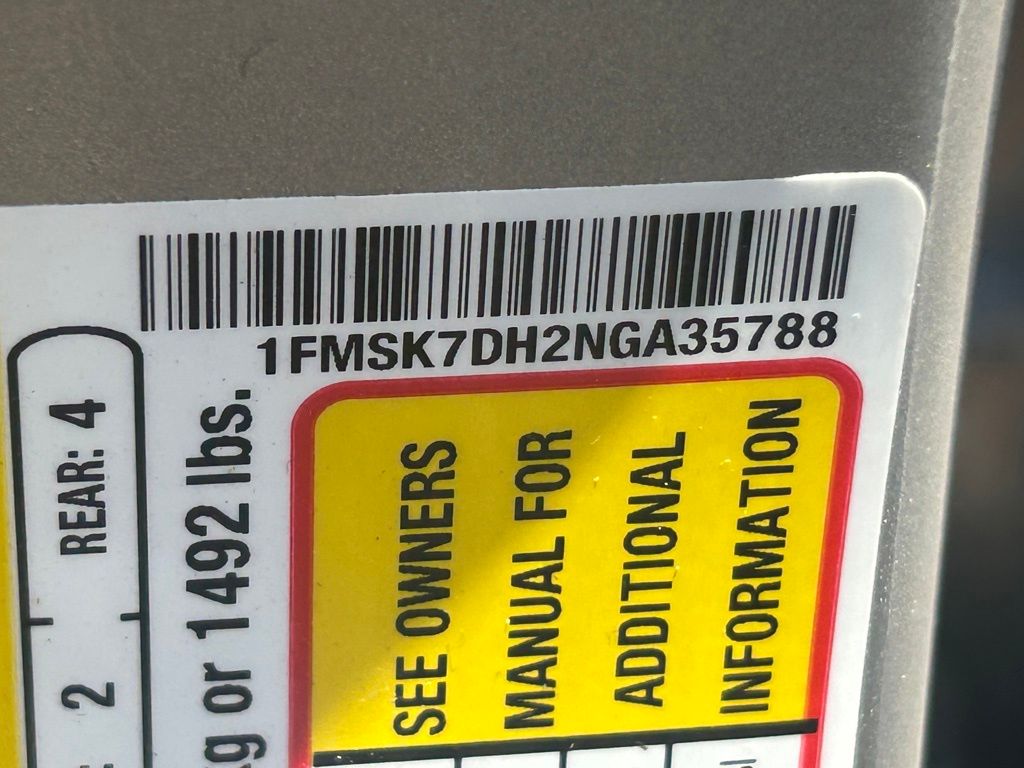 1FMSK7DH2NGA35788
REAR: 4
2
or 1492 lbs.
SEE OWNERS
MANUAL FOR
ADDITIONAL
INFORMATION